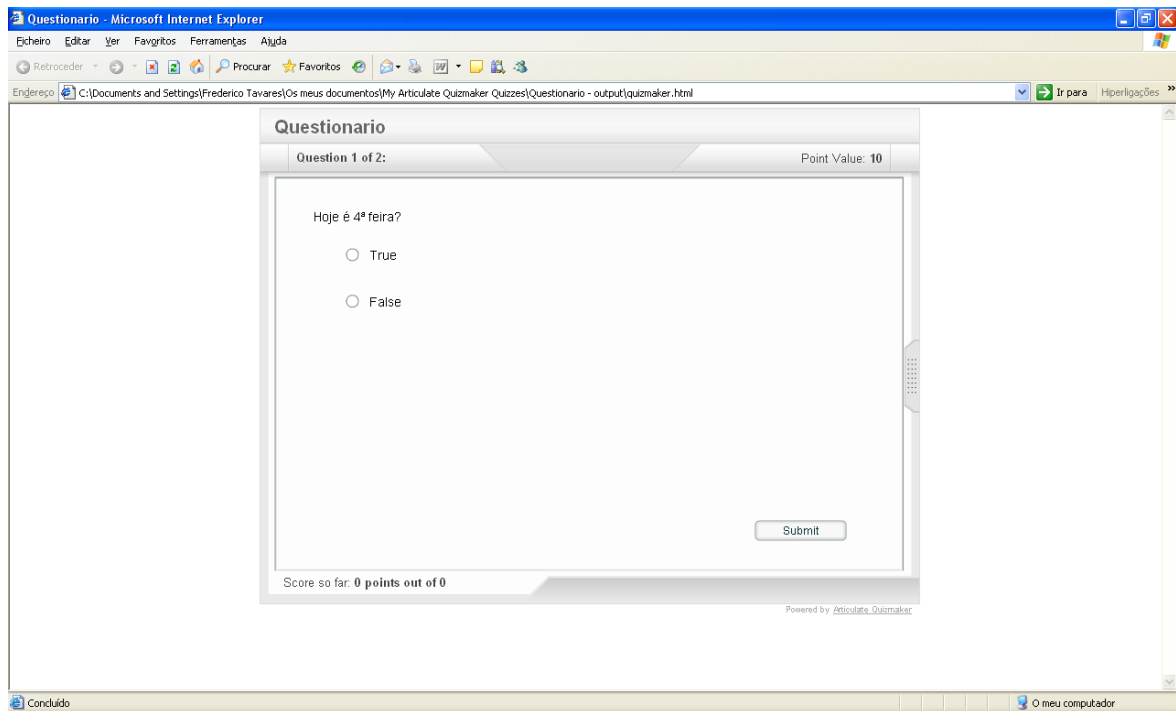 Questionario - Microsoft Internet Explorer
Ficheiro Editar Ver Favoritos Ferramentas Ajuda
Retroceder Procurar Favoritos
Endereço C:\Documents and Settings\Frederico Tavares\Os meus documentos\My Articulate Quizmaker Quizzes\Questionario - output\quizmaker.html Ir para Hiperligações »
Questionario
Question 1 of 2: Point Value: 10
Hoje é 4ª feira?
True
False
Submit
Score so far: 0 points out of 0
Powered by Articulate Quizmaker
Concluído O meu computador